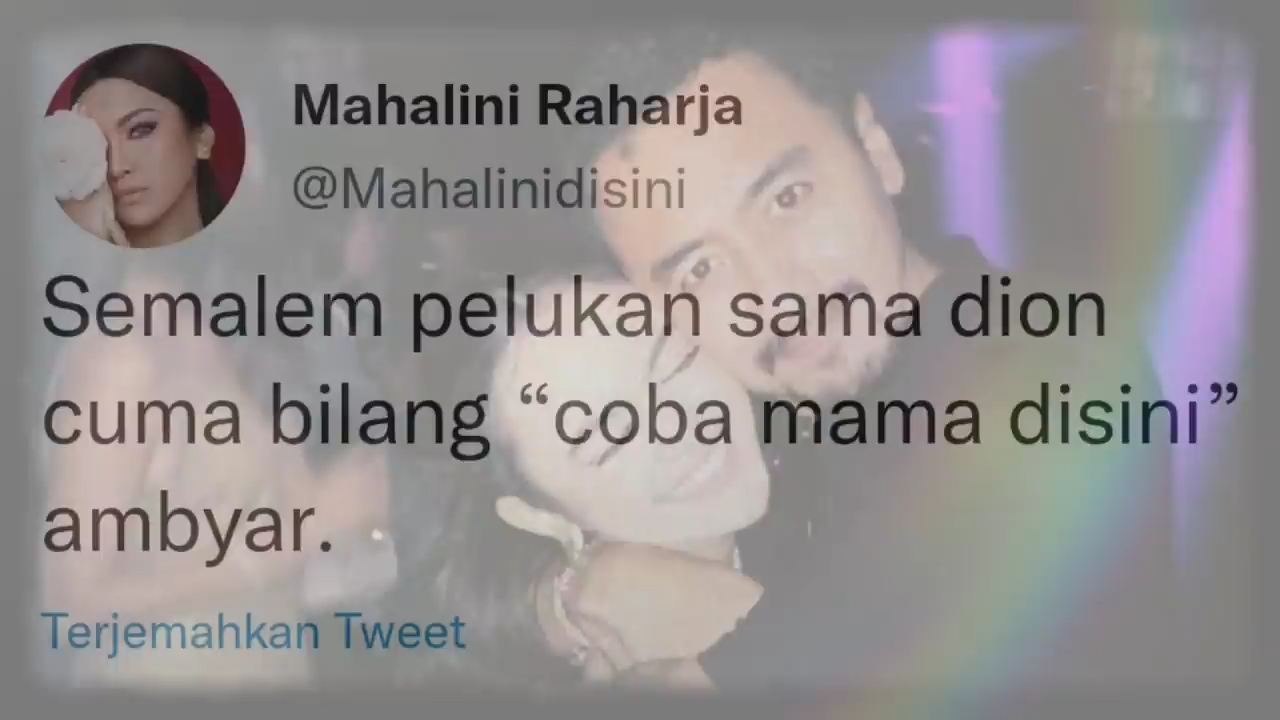 Mahalini Raharja
@Mahalinidisini
Semalem pelukan sama dion
cuma bilang “coba mama disini”
ambyar.
Terjemahkan Tweet